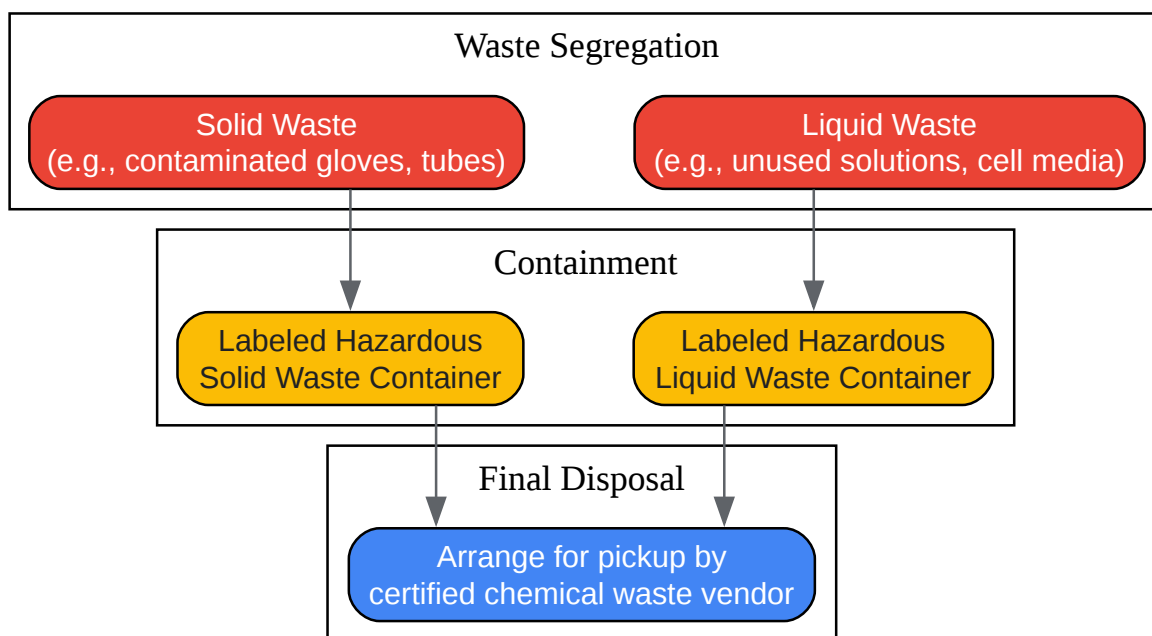 Waste Segregation
Solid Waste
(e.g., contaminated gloves, tubes)
Liquid Waste
(e.g., unused solutions, cell media)
Containment
Labeled Hazardous
Solid Waste Container
Labeled Hazardous
Liquid Waste Container
Final Disposal
Arrange for pickup by
certified chemical waste vendor